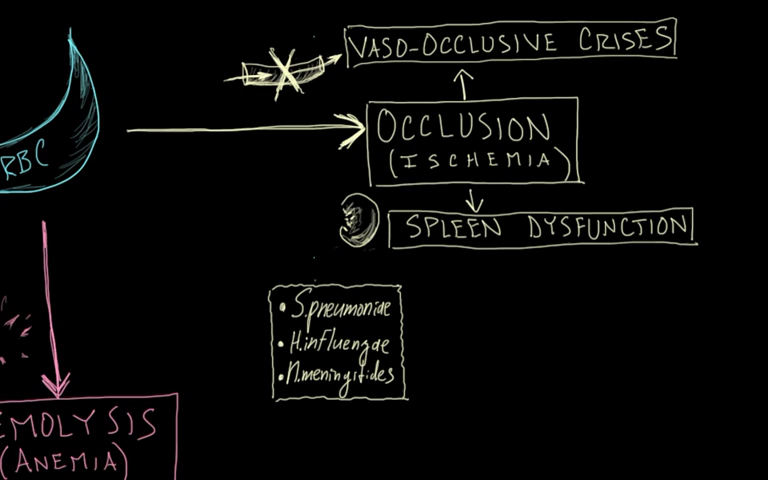 VASO-OCCLUSIVE CRISES
OCCLUSION
(ISCHEMIA)
RBC
SPLEEN DYSFUNCTION
• S.pneumoniae
• H.influenzae
• N.meningitides
EMOLYSIS
(ANEMIA)